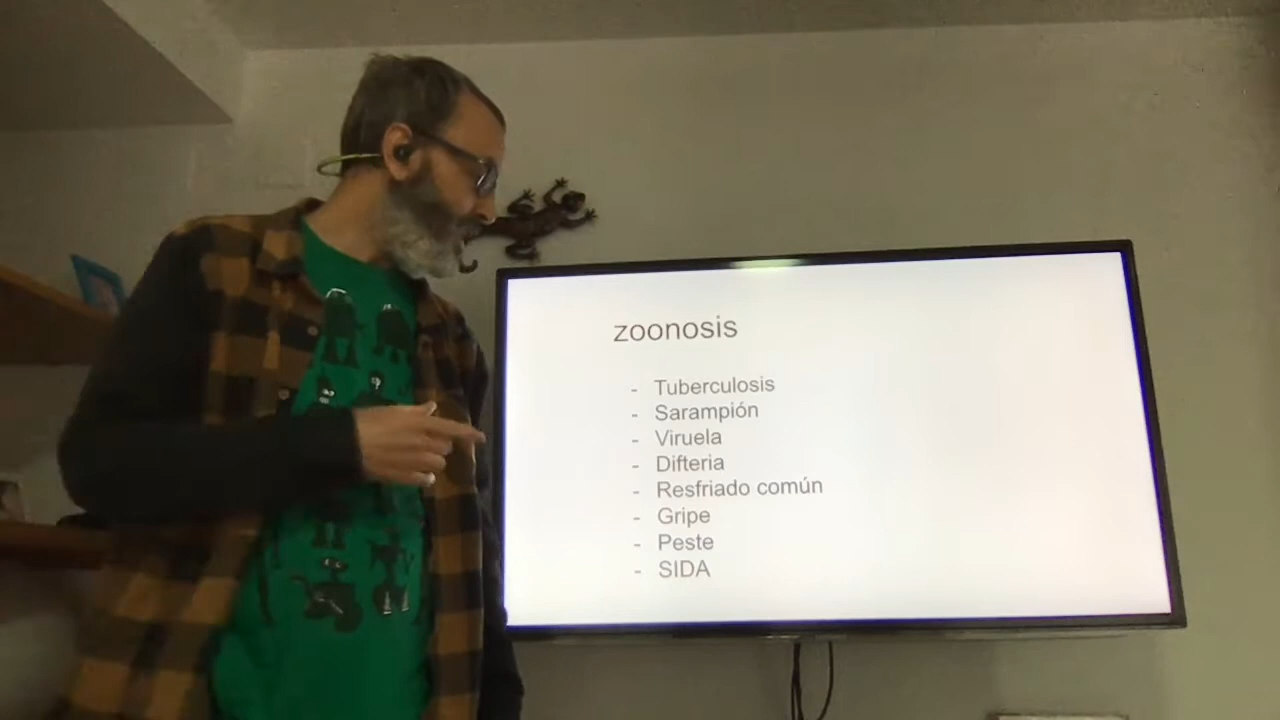 zoonosis
- Tuberculosis
- Sarampión
- Viruela
- Difteria
- Resfriado común
- Gripe
- Peste
- SIDA